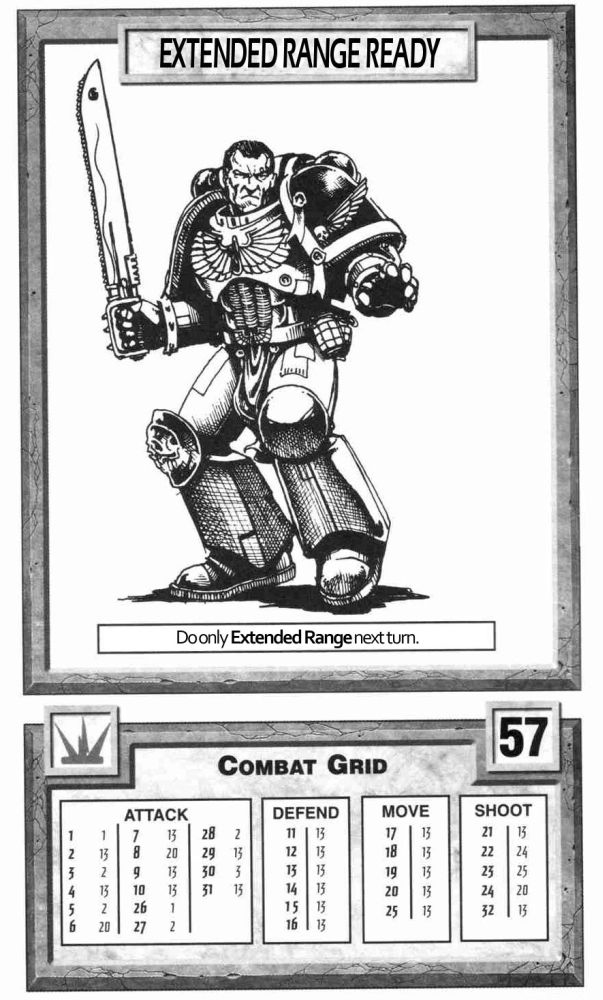 EXTENDED RANGE READY
G
Do only Extended Range next turn.
57
COMBAT GRID
ATTACK
1 1 7 13 28 2
2 13 8 20 29 13
3 2 9 13 30 3
4 13 10 13 31 13
5 2 26 1
6 20 27 2
DEFEND
11 13
12 13
13 13
14 13
15 13
16 13
MOVE
17 13
18 13
19 13
20 13
25 13
SHOOT
21 13
22 24
23 25
24 20
32 13